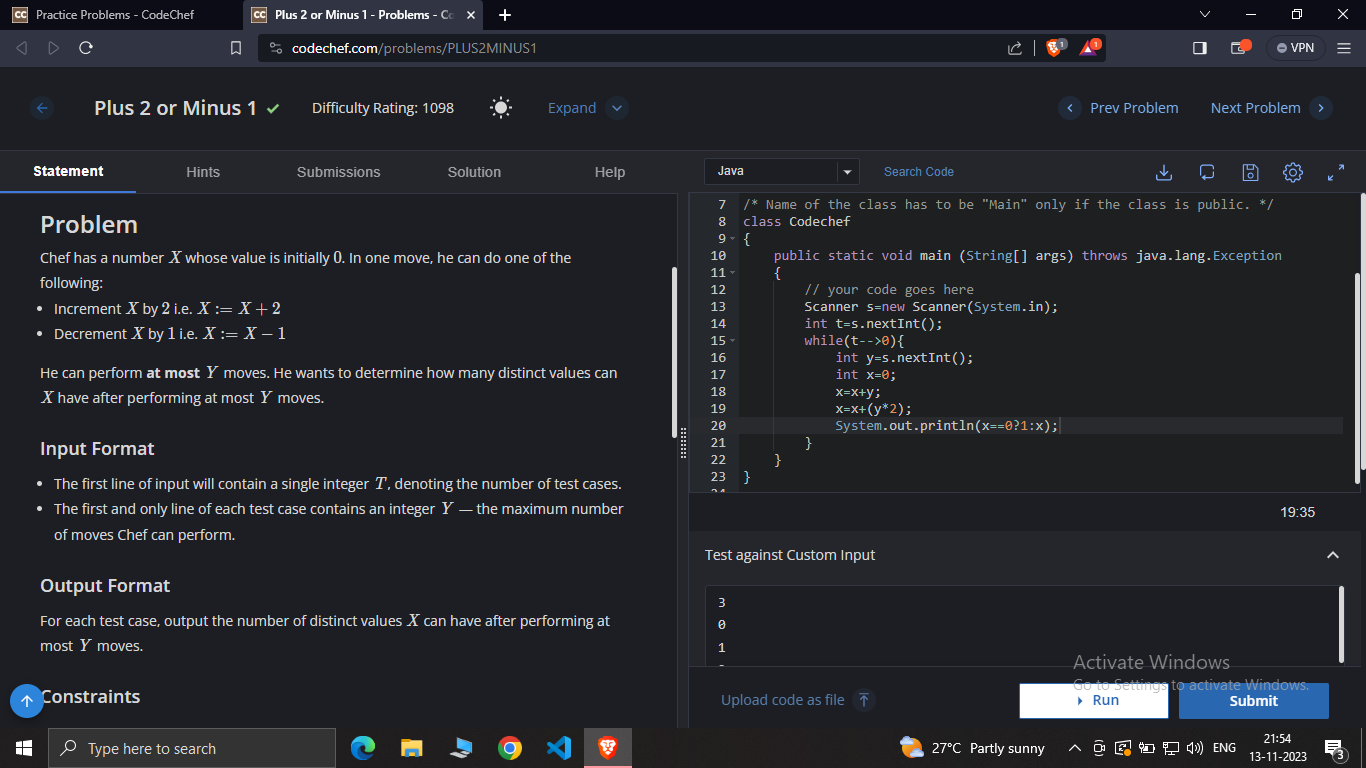 Practice Problems - CodeChef
Plus 2 or Minus 1 - Problems - Co
codechef.com/problems/PLUS2MINUS1
1
1
VPN
Plus 2 or Minus 1
Difficulty Rating: 1098
Expand
Prev Problem
Next Problem
Statement
Hints
Submissions
Solution
Help
Problem
Chef has a number X whose value is initially 0. In one move, he can do one of the
following:
• Increment X by 2 i.e. X := X + 2
• Decrement X by 1 i.e. X := X − 1
He can perform at most Y moves. He wants to determine how many distinct values can
X have after performing at most Y moves.
Input Format
• The first line of input will contain a single integer T, denoting the number of test cases.
• The first and only line of each test case contains an integer Y — the maximum number
of moves Chef can perform.
Output Format
For each test case, output the number of distinct values X can have after performing at
most Y moves.
Constraints
Java
Search Code
7 /* Name of the class has to be "Main" only if the class is public. */
8 class Codechef
9 {
10 public static void main (String[] args) throws java.lang.Exception
11 {
12 // your code goes here
13 Scanner s=new Scanner(System.in);
14 int t=s.nextInt();
15 while(t-->0){
16 int y=s.nextInt();
17 int x=0;
18 x=x+y;
19 x=x+(y*2);
20 System.out.println(x==0?1:x);
21 }
22 }
23 }
24
19:35
Test against Custom Input
3
0
1
Activate Windows
Go to Settings to activate Windows.
Upload code as file
Run
Submit
Type here to search
27°C Partly sunny
ENG
21:54
13-11-2023
3